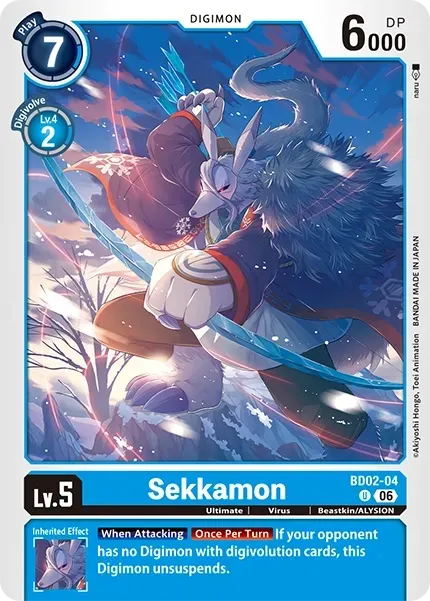 DIGIMON
Play
7
6000
DP
Digivolve
Lv.4
2
naru
©Akiyoshi Hongo, Toei Animation BANDAI MADE IN JAPAN
Lv.5
Sekkamon
BD02-04
U 06
Ultimate | Virus | Beastkin/ALYSION
Inherited Effect
When Attacking Once Per Turn If your opponent
has no Digimon with digivolution cards, this
Digimon unsuspends.